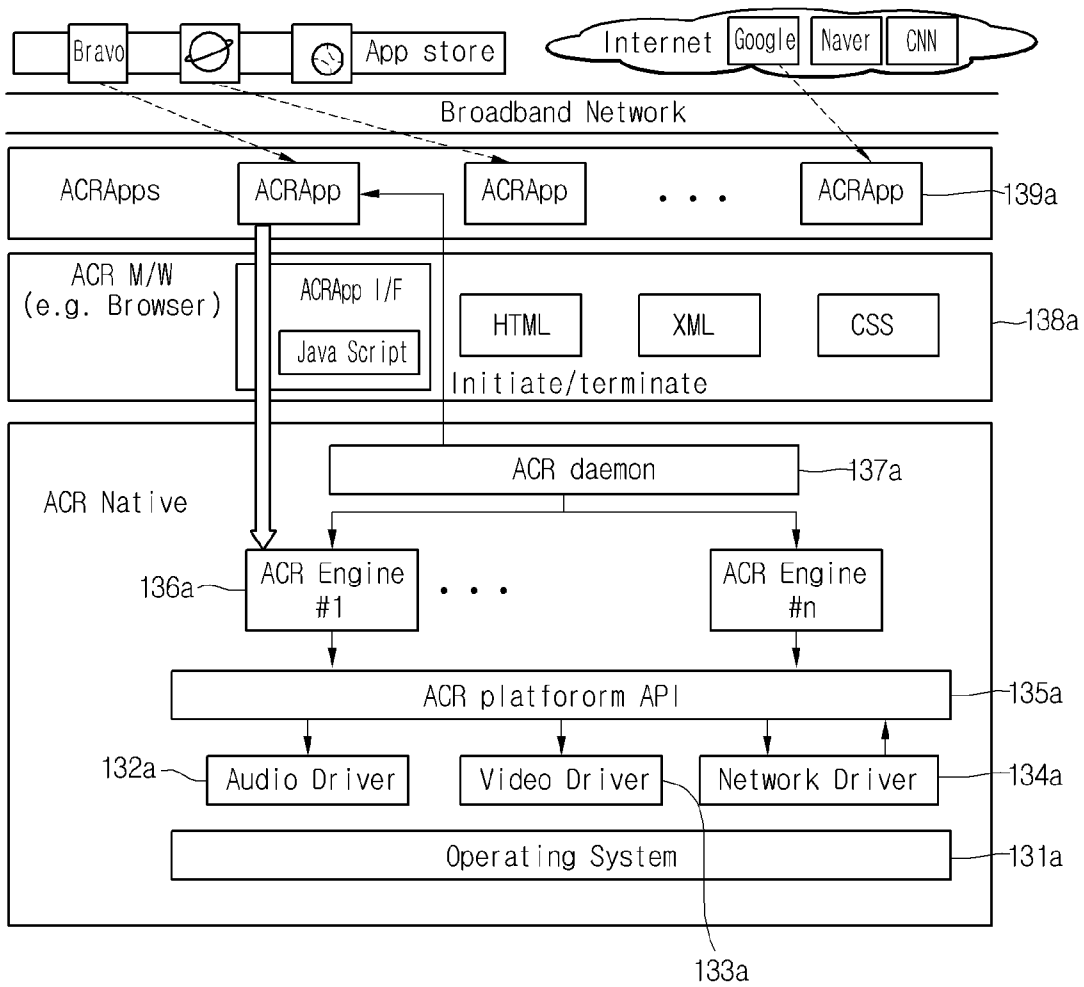 Bravo
App store
Internet
Google
Naver
CNN
Broadband Network
ACRApps
ACRApp
ACRApp
. . .
ACRApp
139a
ACR M/W
(e.g. Browser)
ACRApp I/F
Java Script
HTML
XML
CSS
138a
Initiate/terminate
ACR daemon
137a
ACR Native
136a
ACR Engine
#1
. . .
ACR Engine
#n
ACR platfororm API
135a
132a
Audio Driver
Video Driver
Network Driver
134a
Operating System
131a
133a